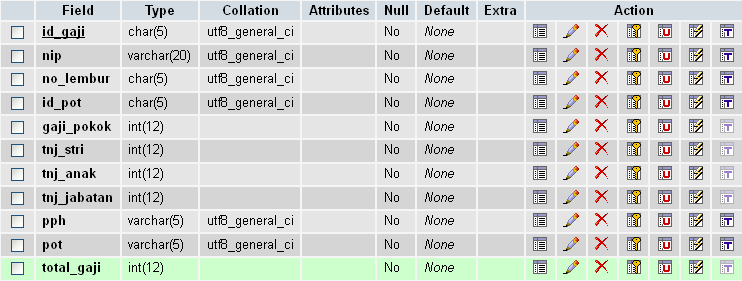 Field Type Collation Attributes Null Default Extra Action
id_gaji char(5) utf8_general_ci No None
nip varchar(20) utf8_general_ci No None
no_lembur char(5) utf8_general_ci No None
id_pot char(5) utf8_general_ci No None
gaji_pokok int(12) No None
tnj_stri int(12) No None
tnj_anak int(12) No None
tnj_jabatan int(12) No None
pph varchar(5) utf8_general_ci No None
pot varchar(5) utf8_general_ci No None
total_gaji int(12) No None